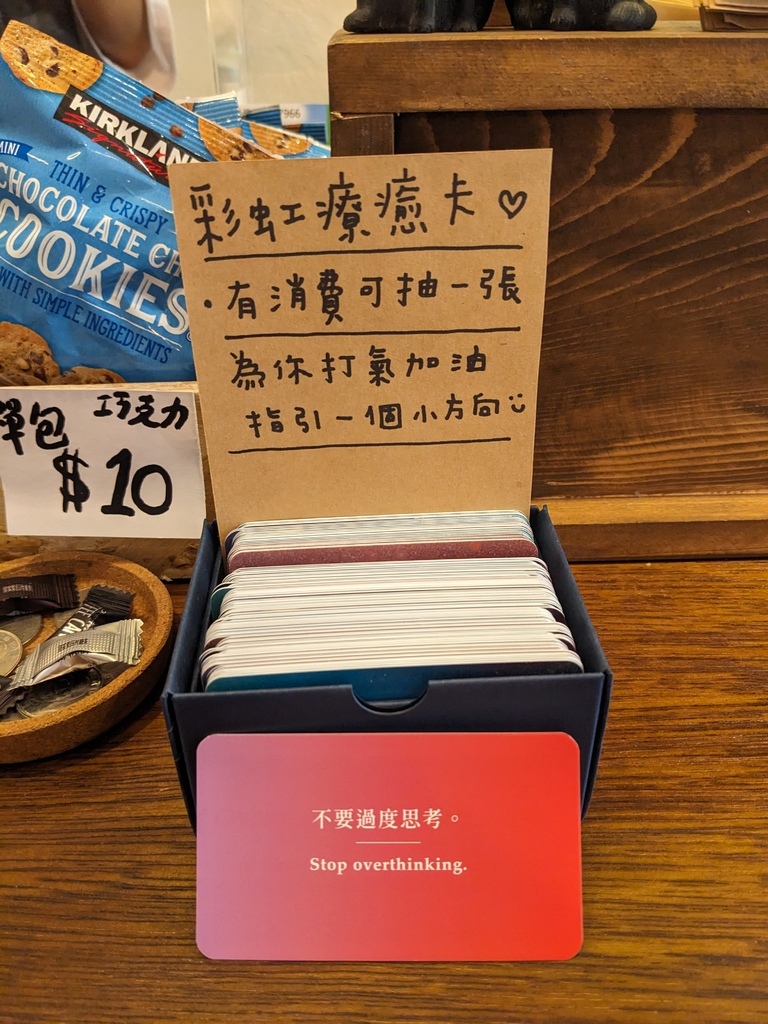 KIRKLAND
MINI
THIN & CRISPY
CHOCOLATE CH
COOKIES
WITH SIMPLE INGREDIENTS
彩虹療癒卡♡
·有消費可抽一張
為你打氣加油
指引一個小方向
單包 巧克力
$10
不要過度思考。
Stop overthinking.